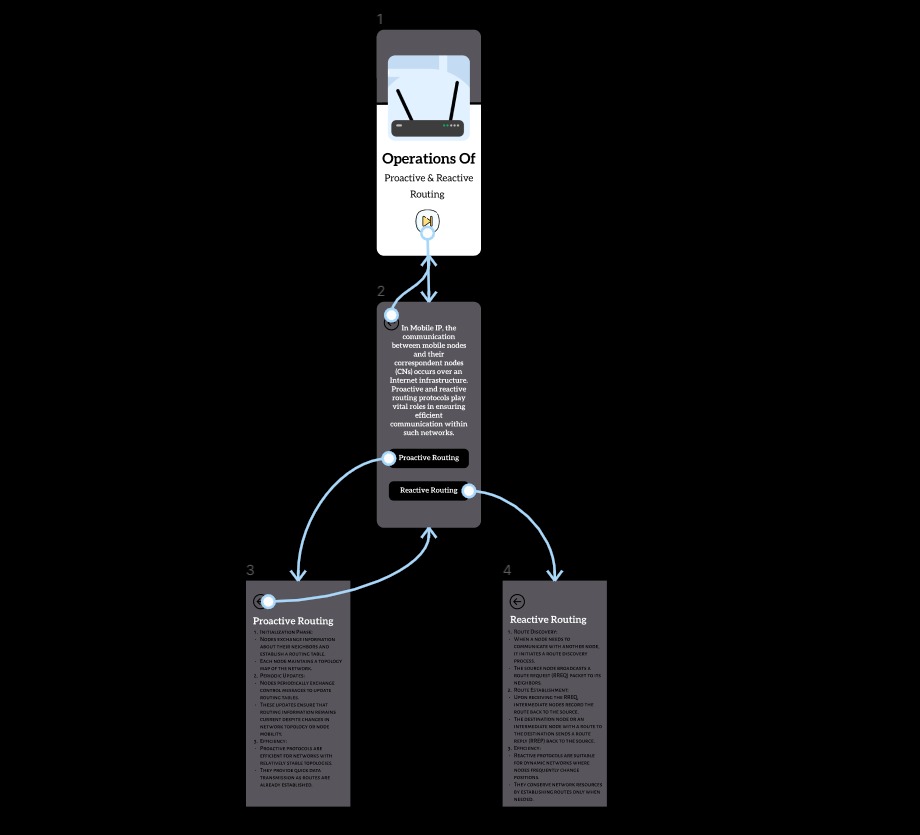 1
Operations Of
Proactive & Reactive
Routing
2
In Mobile IP, the
communication
between mobile nodes
and their
correspondent nodes
(CNs) occurs over an
Internet infrastructure.
Proactive and reactive
routing protocols play
vital roles in ensuring
efficient
communication within
such networks.
Proactive Routing
Reactive Routing
3
Proactive Routing
1. Initialization Phase:
- Nodes exchange information
about their neighbors and
establish a routing table.
- Each node maintains a topology
map of the network.
2. Periodic Updates:
- Nodes periodically exchange
control messages to update
routing tables.
- These updates ensure that
routing information remains
current despite changes in
network topology or node
mobility.
3. Efficiency:
- Proactive protocols are
efficient for networks with
relatively stable topologies.
- They provide quick data
transmission as routes are
already established.
4
Reactive Routing
1. Route Discovery:
- When a node needs to
communicate with another node,
it initiates a route discovery
process.
- The source node broadcasts a
route request (RREQ) packet to its
neighbors.
2. Route Establishment:
- Upon receiving the RREQ,
intermediate nodes record the
route back to the source.
- The destination node or an
intermediate node with a route to
the destination sends a route
reply (RREP) back to the source.
3. Efficiency:
- Reactive protocols are suitable
for dynamic networks where
nodes frequently change
positions.
- They conserve network resources
by establishing routes only when
needed.